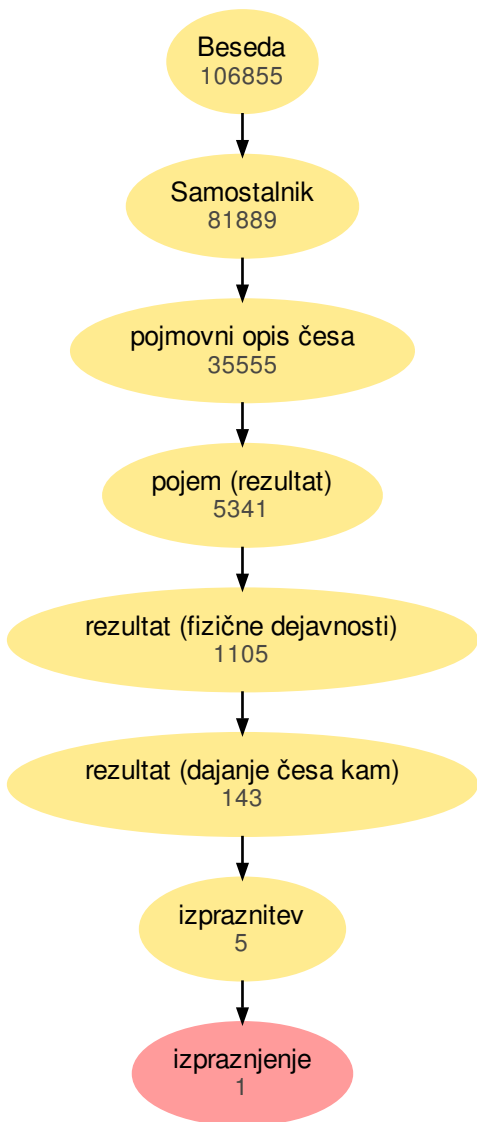 Beseda
106855
Samostalnik
81889
pojmovni opis česa
35555
pojem (rezultat)
5341
rezultat (fizične dejavnosti)
1105
rezultat (dajanje česa kam)
143
izpraznitev
5
izpraznjenje
1